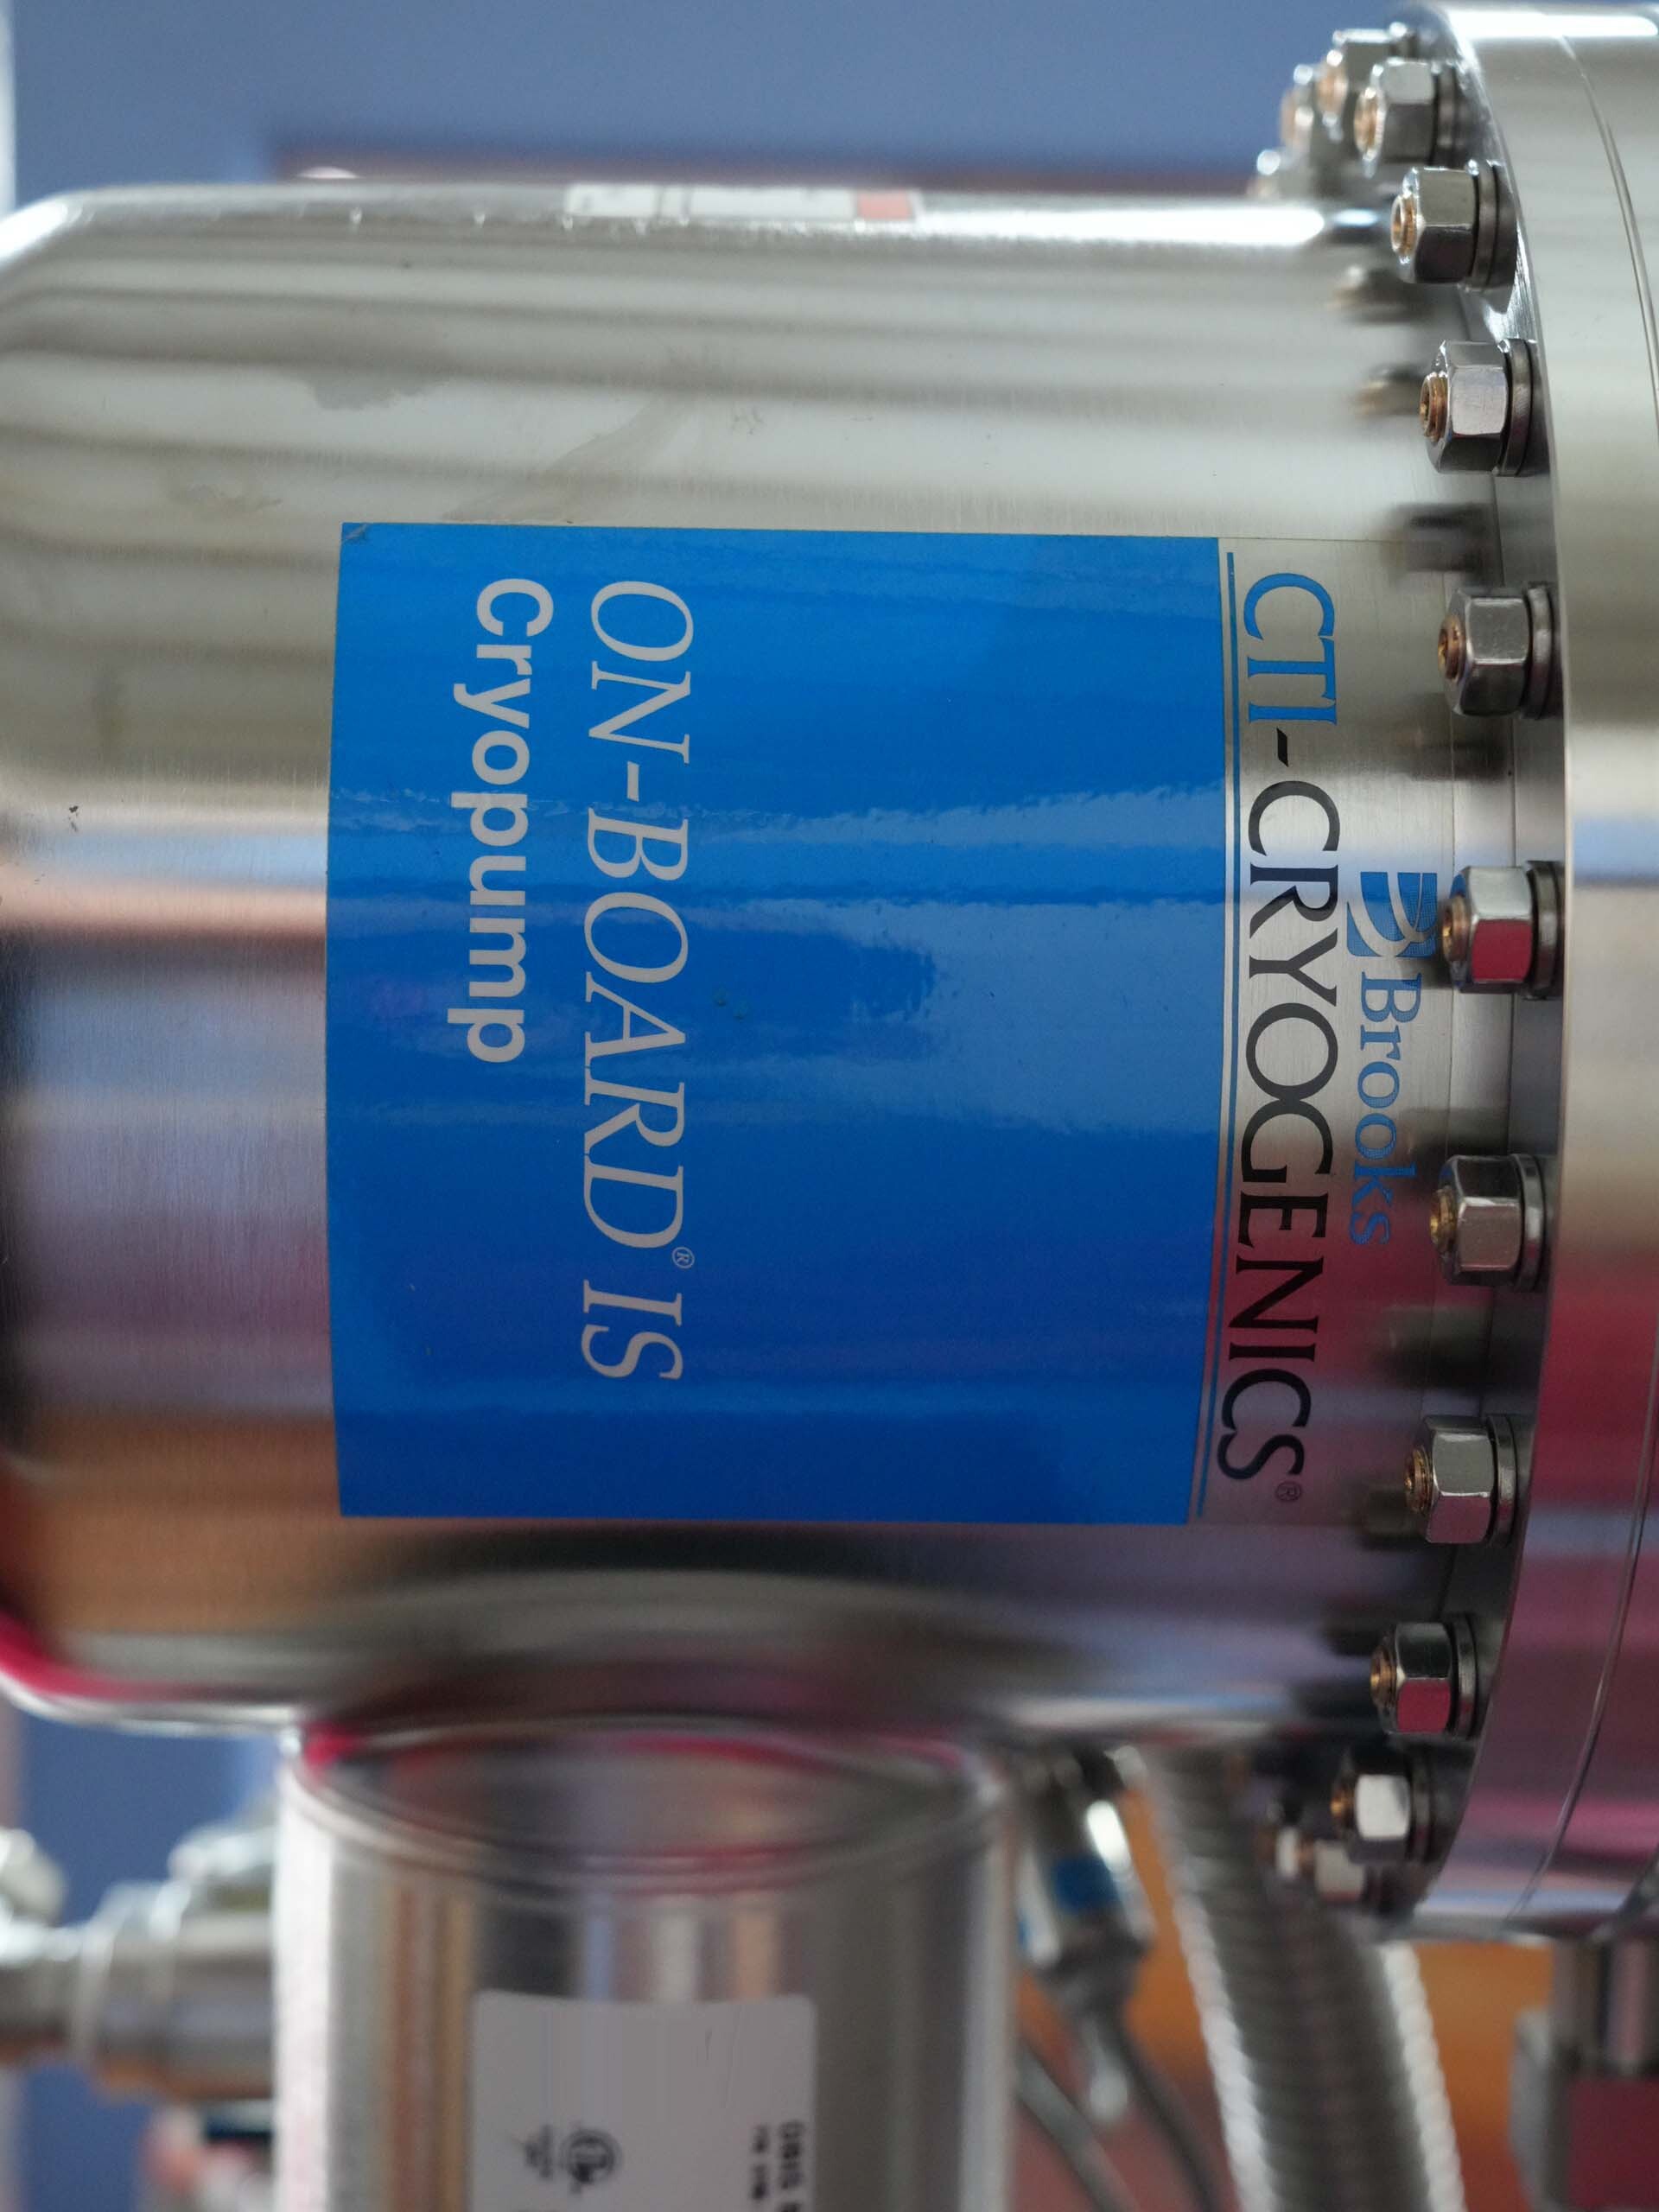 Brooks
CTI-CRYOGENICS®
ON-BOARD® IS
Cryopump